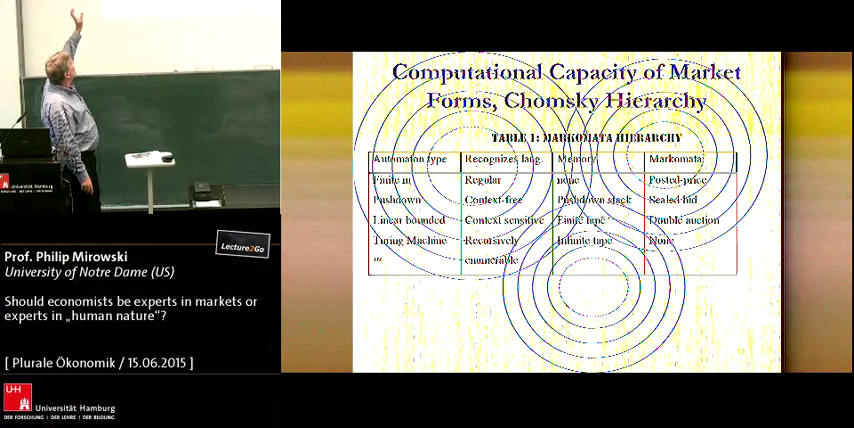 Computational Capacity of Market
Forms, Chomsky Hierarchy
TABLE 1: MARKOMATA HIERARCHY
Automaton type Recognizes lang. Memory Markomata
Finite Regular none Posted-price
Pushdown Context-free Pushdown stack Sealed bid
Linear bounded Context sensitive Finite tape Double auction
Turing Machine Recursively Infinite tape None
enumerable
Universität Hamburg
Lecture2Go
Prof. Philip Mirowski
University of Notre Dame (US)
Should economists be experts in markets or
experts in „human nature“?
[ Plurale Ökonomik / 15.06.2015 ]
UH
Universität Hamburg
DER FORSCHUNG | DER LEHRE | DER BILDUNG